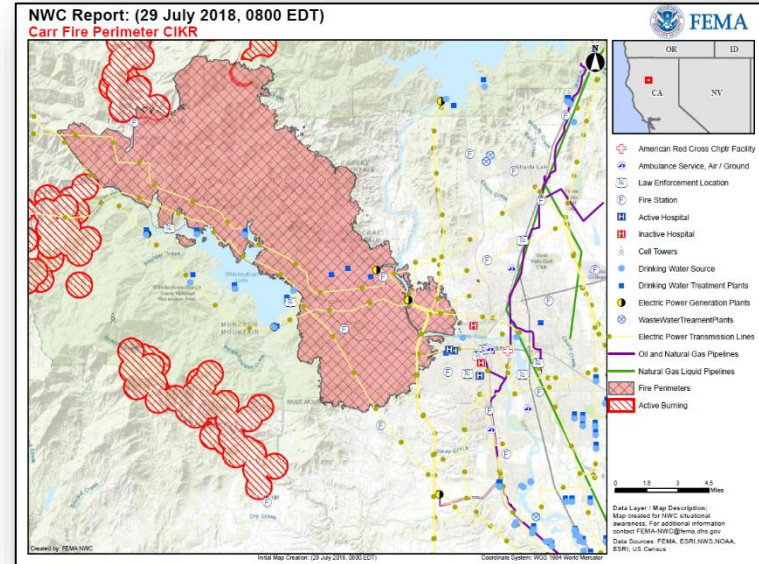 NWC Report: (29 July 2018, 0800 EDT)
Carr Fire Perimeter CIKR
FEMA
N
OR
ID
CA
NV
American Red Cross Chptr Facility
Ambulance Service, Air / Ground
Law Enforcement Location
Fire Station
Active Hospital
Inactive Hospital
Cell Towers
Drinking Water Source
Drinking Water Treatment Plants
Electric Power Generation Plants
WasteWaterTreamentPlants
Electric Power Transmission Lines
Oil and Natural Gas Pipelines
Natural Gas Liquid Pipelines
Fire Perimeters
Active Burning
0 1.5 3 4.5
Miles
Data Layer / Map Description:
Map created for NWC situational
awareness. For additional information
contact FEMA-NWC@fema.dhs.gov
Data Sources: FEMA, ESRI,NWS,NOAA,
ESRI, US Census
Created by: FEMA NWC
Initial Map Creation: (29 July 2018, 0800 EDT)
Coordinate System: WGS 1984 World Mercator